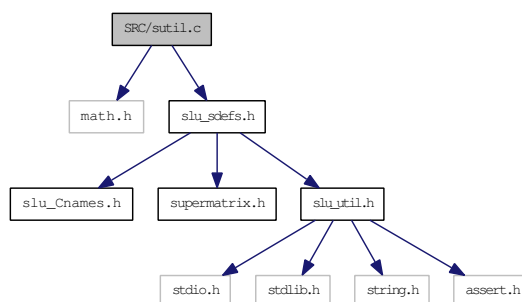 SRC/sutil.c
math.h
slu_sdefs.h
slu_Cnames.h
supermatrix.h
slu_util.h
stdio.h
stdlib.h
string.h
assert.h